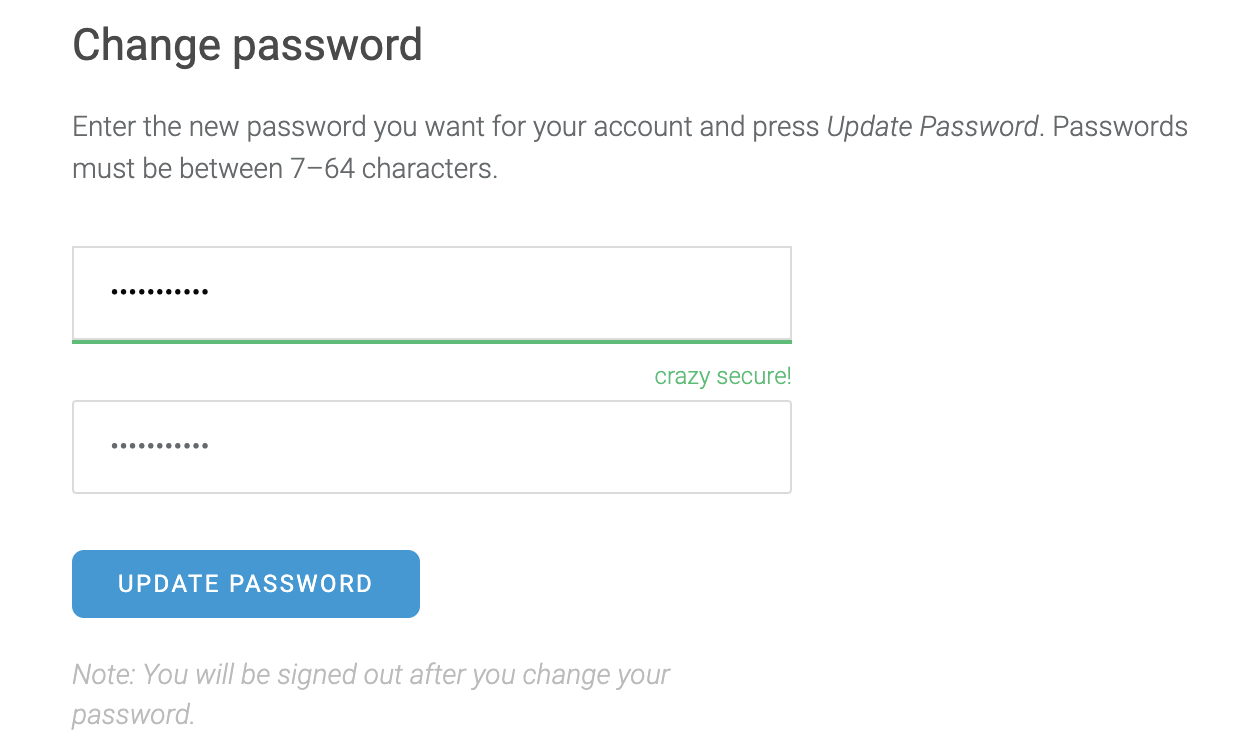 Change password
Enter the new password you want for your account and press Update Password. Passwords
must be between 7–64 characters.
•••••••••••
crazy secure!
•••••••••••
UPDATE PASSWORD
Note: You will be signed out after you change your
password.